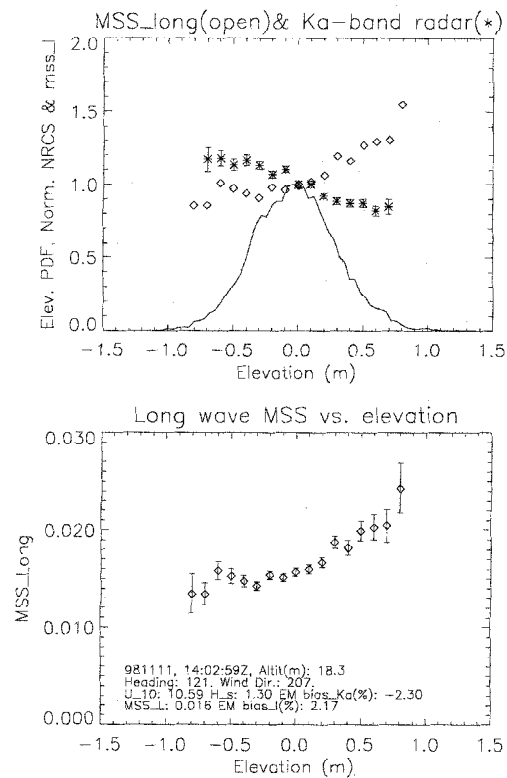 MSS_long(open)& Ka-band radar(*)
Elev. PDF, Norm. NRCS & mss_l
2.0
1.5
1.0
0.5
0.0
-1.5 -1.0 -0.5 0.0 0.5 1.0 1.5
Elevation (m)
Long wave MSS vs. elevation
MSS_Long
0.030
0.020
0.010
0.000
981111, 14:02:59Z, Altit(m): 18.3
Heading: 121. Wind Dir.: 207.
U_10: 10.59 H_s: 1.30 EM bias_Ka(%): -2.30
MSS_L: 0.016 EM bias_l(%): 2.17
-1.5 -1.0 -0.5 0.0 0.5 1.0 1.5
Elevation (m)